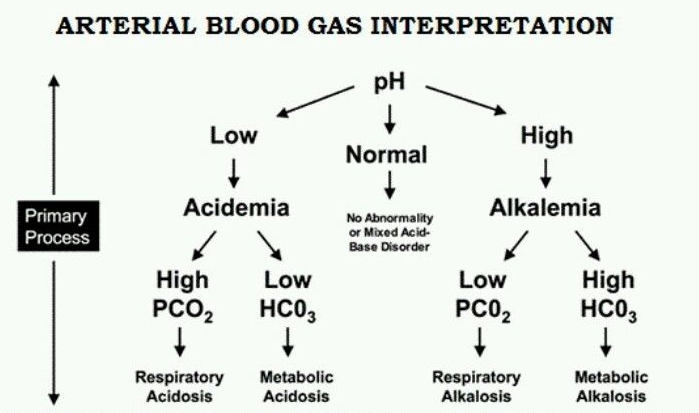 ARTERIAL BLOOD GAS INTERPRETATION
pH
Low
Normal
High
Primary
Process
Acidemia
No Abnormality
or Mixed Acid-
Base Disorder
Alkalemia
High
PCO₂
Low
HC0₃
Low
PC0₂
High
HC0₃
Respiratory
Acidosis
Metabolic
Acidosis
Respiratory
Alkalosis
Metabolic
Alkalosis